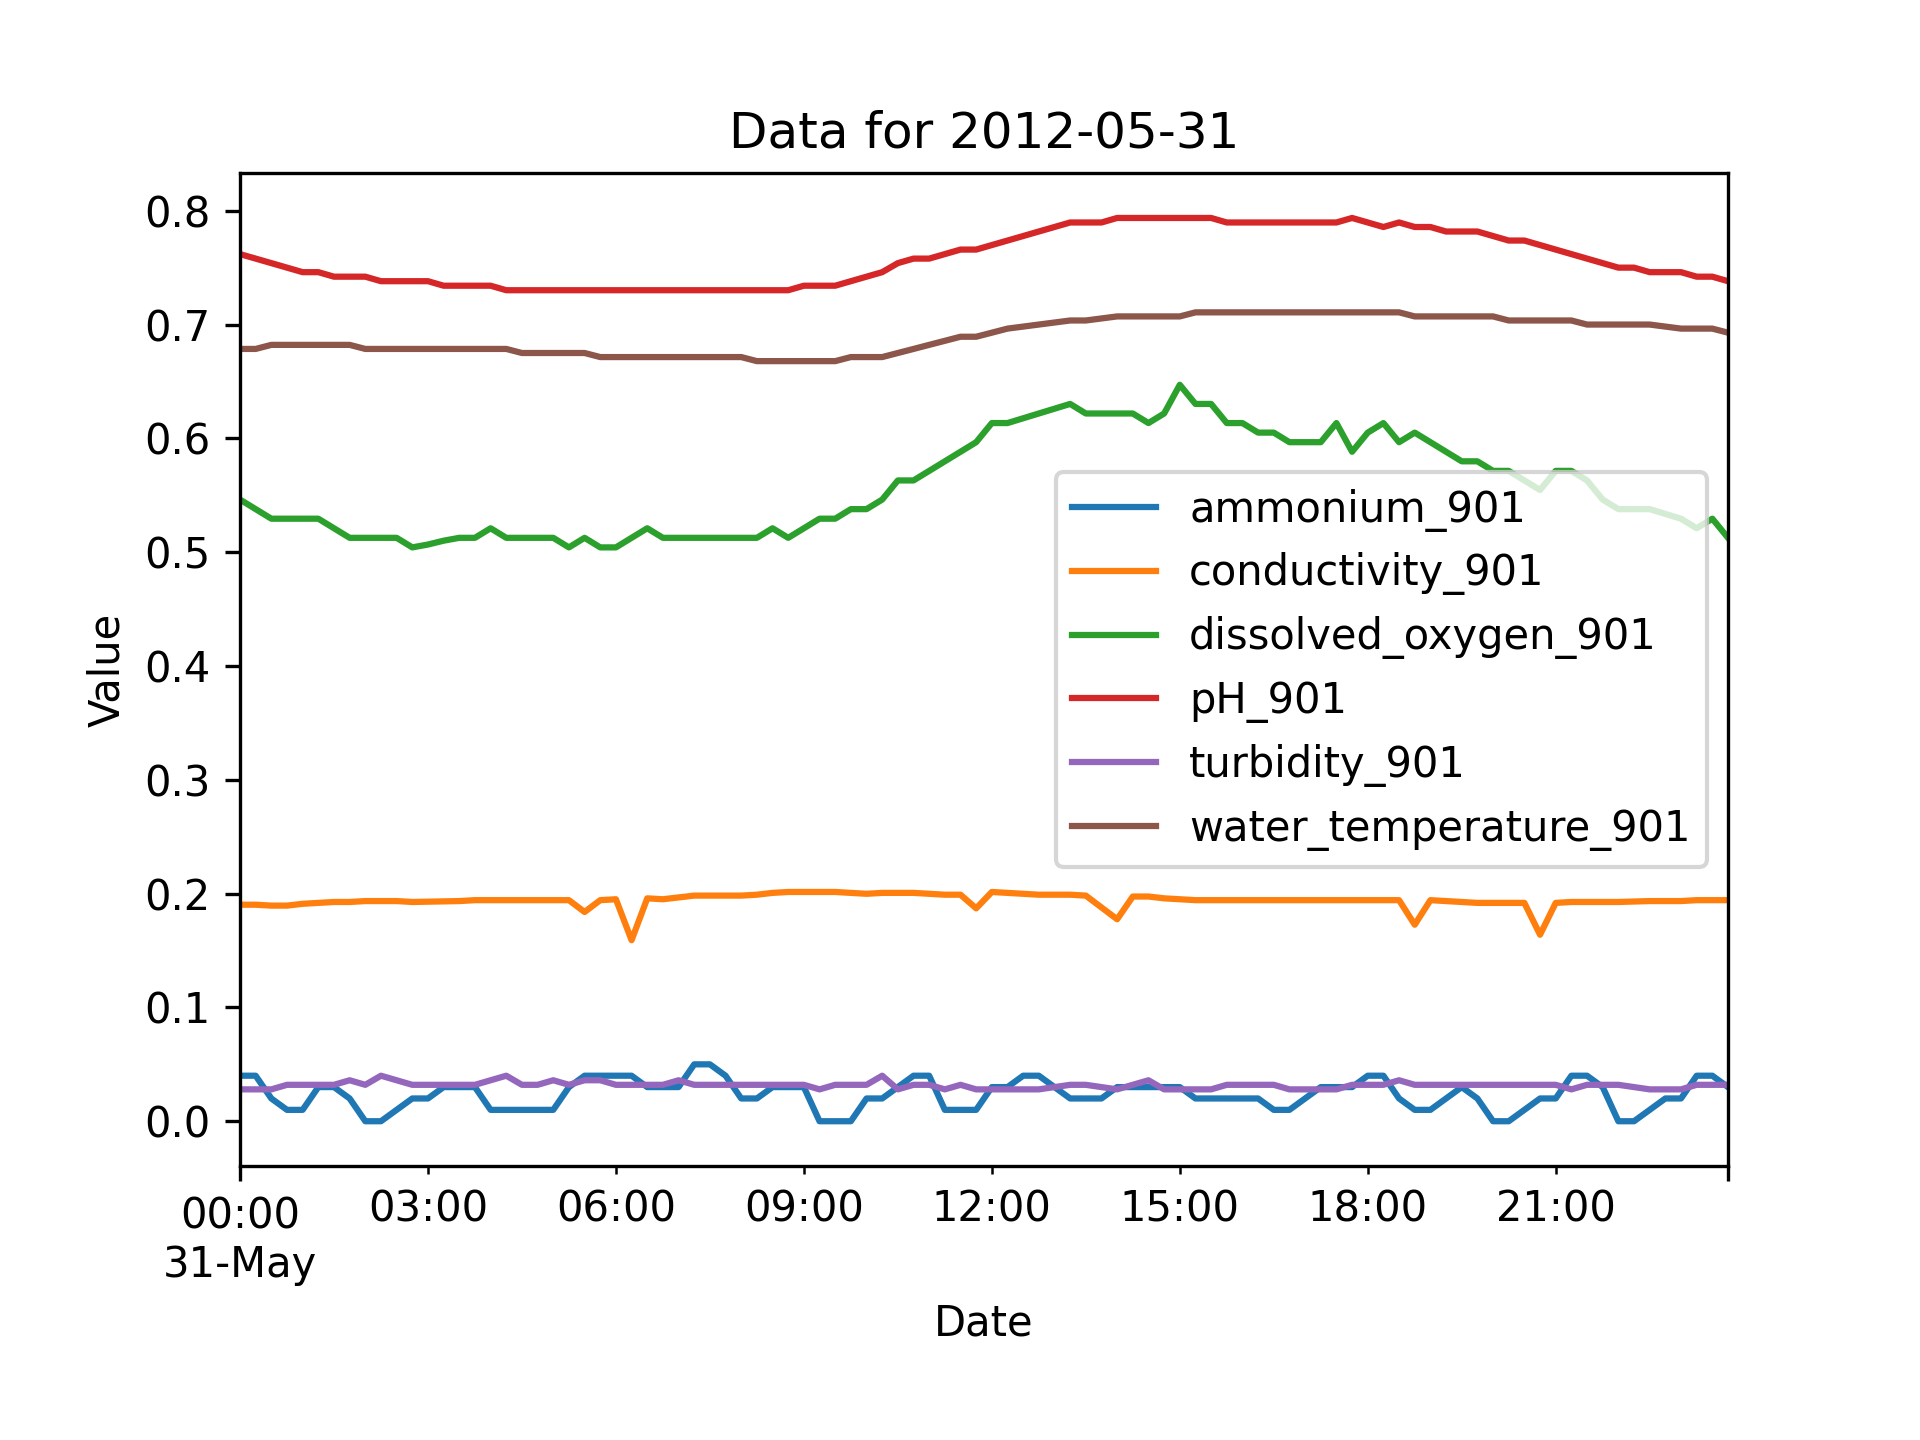 Data for 2012-05-31
Value
0.8
0.7
0.6
0.5
0.4
0.3
0.2
0.1
0.0
ammonium_901
conductivity_901
dissolved_oxygen_901
pH_901
turbidity_901
water_temperature_901
00:00 03:00 06:00 09:00 12:00 15:00 18:00 21:00
31-May
Date